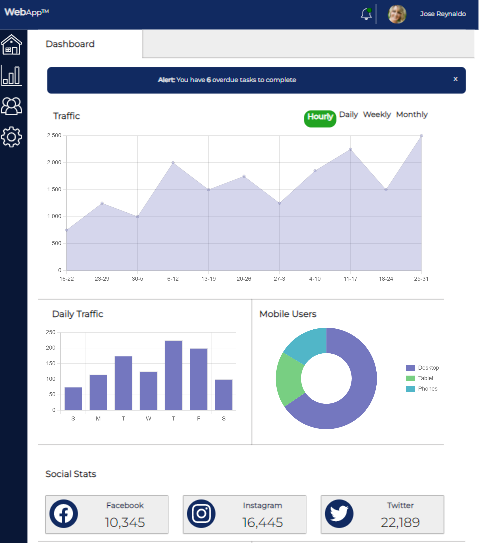 WebApp™
Jose Reynaldo
Dashboard
Alert: You have 6 overdue tasks to complete x
Traffic
Hourly Daily Weekly Monthly
2,500
2,000
1,500
1,000
500
0
16-22 23-29 30-5 6-12 13-19 20-26 27-3 4-10 11-17 18-24 25-31
Daily Traffic
250
200
150
100
50
0
S M T W T F S
Mobile Users
Desktop
Tablet
Phones
Social Stats
Facebook
10,345
Instagram
16,445
Twitter
22,189